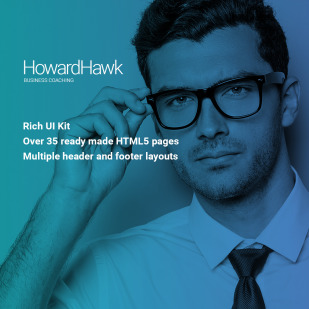 HowardHawk
BUSINESS COACHING
Rich UI Kit
Over 35 ready made HTML5 pages
Multiple header and footer layouts